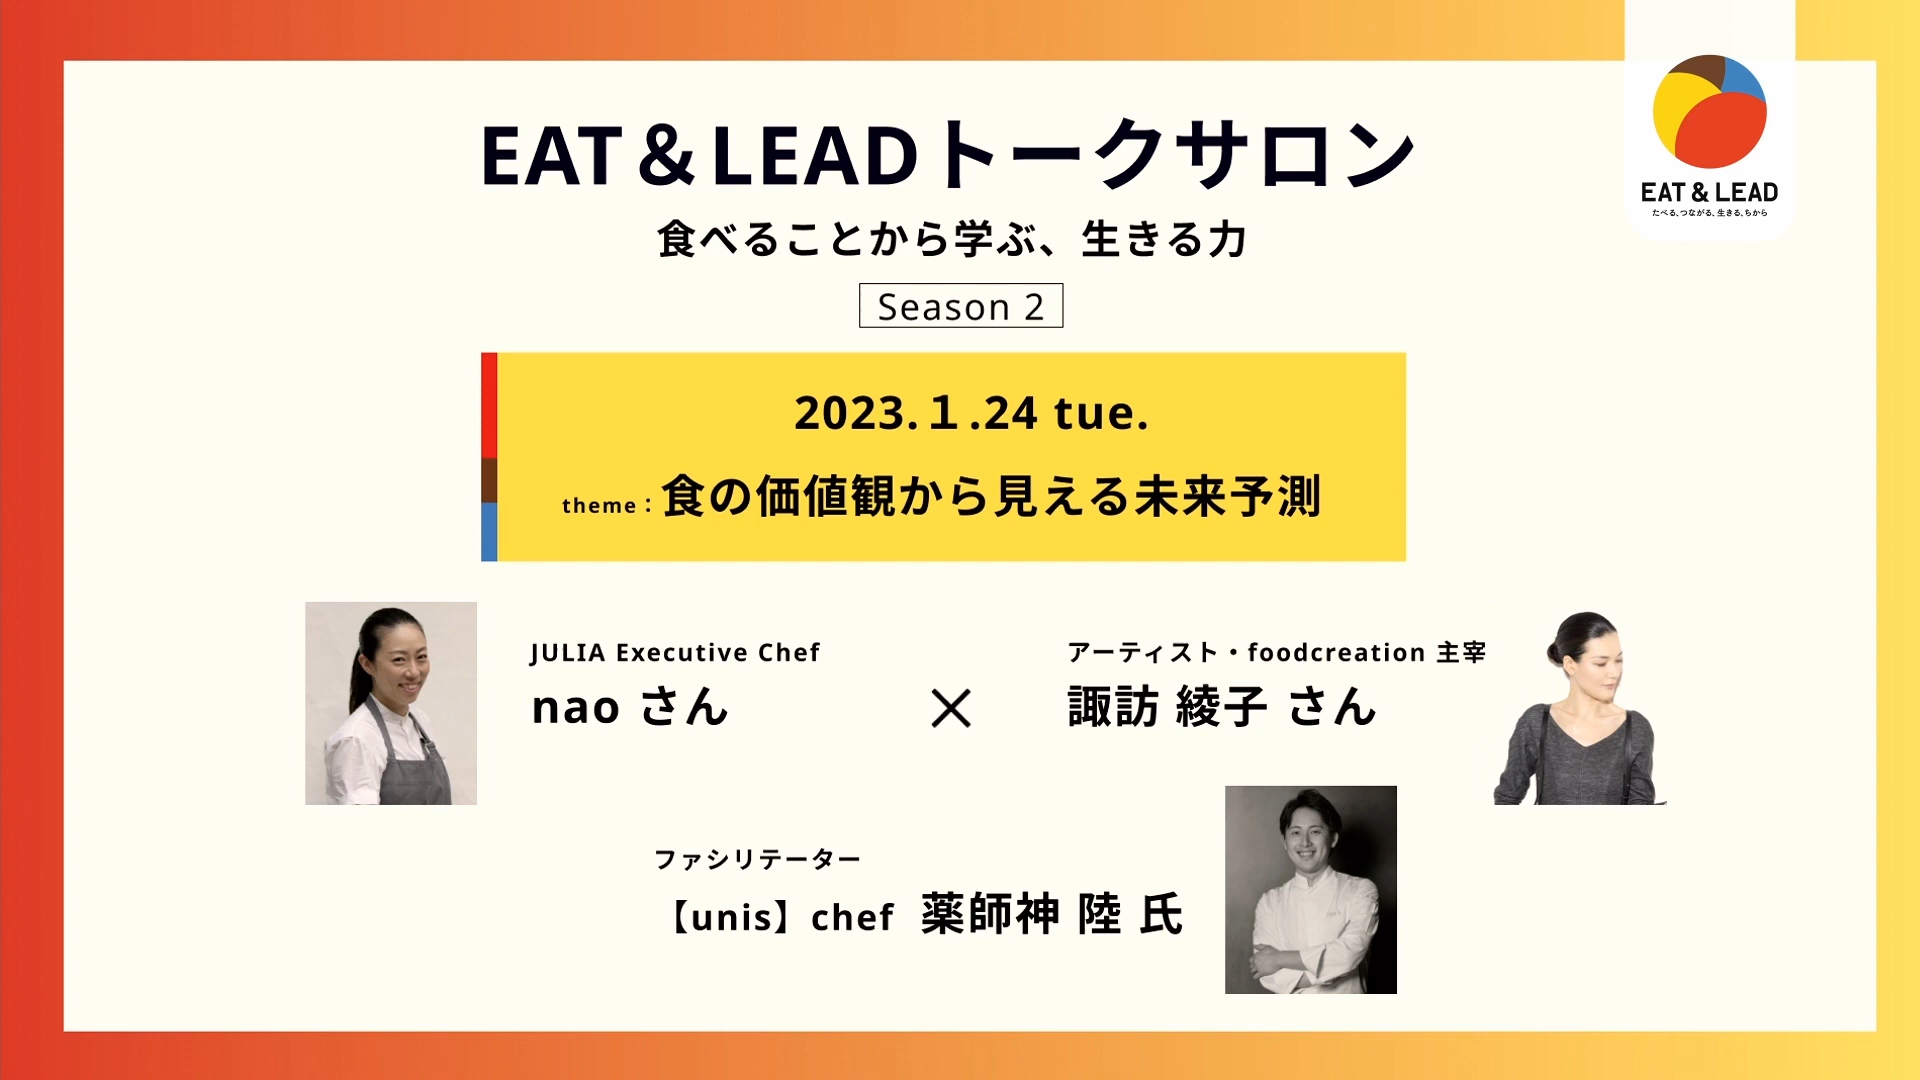 EAT＆LEADトークサロン
食べることから学ぶ、生きる力
Season 2
EAT & LEAD
たべる、つながる、生きる、ちから
2023.１.24 tue.
theme：食の価値観から見える未来予測
JULIA Executive Chef
nao さん
×
アーティスト・foodcreation 主宰
諏訪 綾子 さん
ファシリテーター
【unis】chef 薬師神 陸 氏